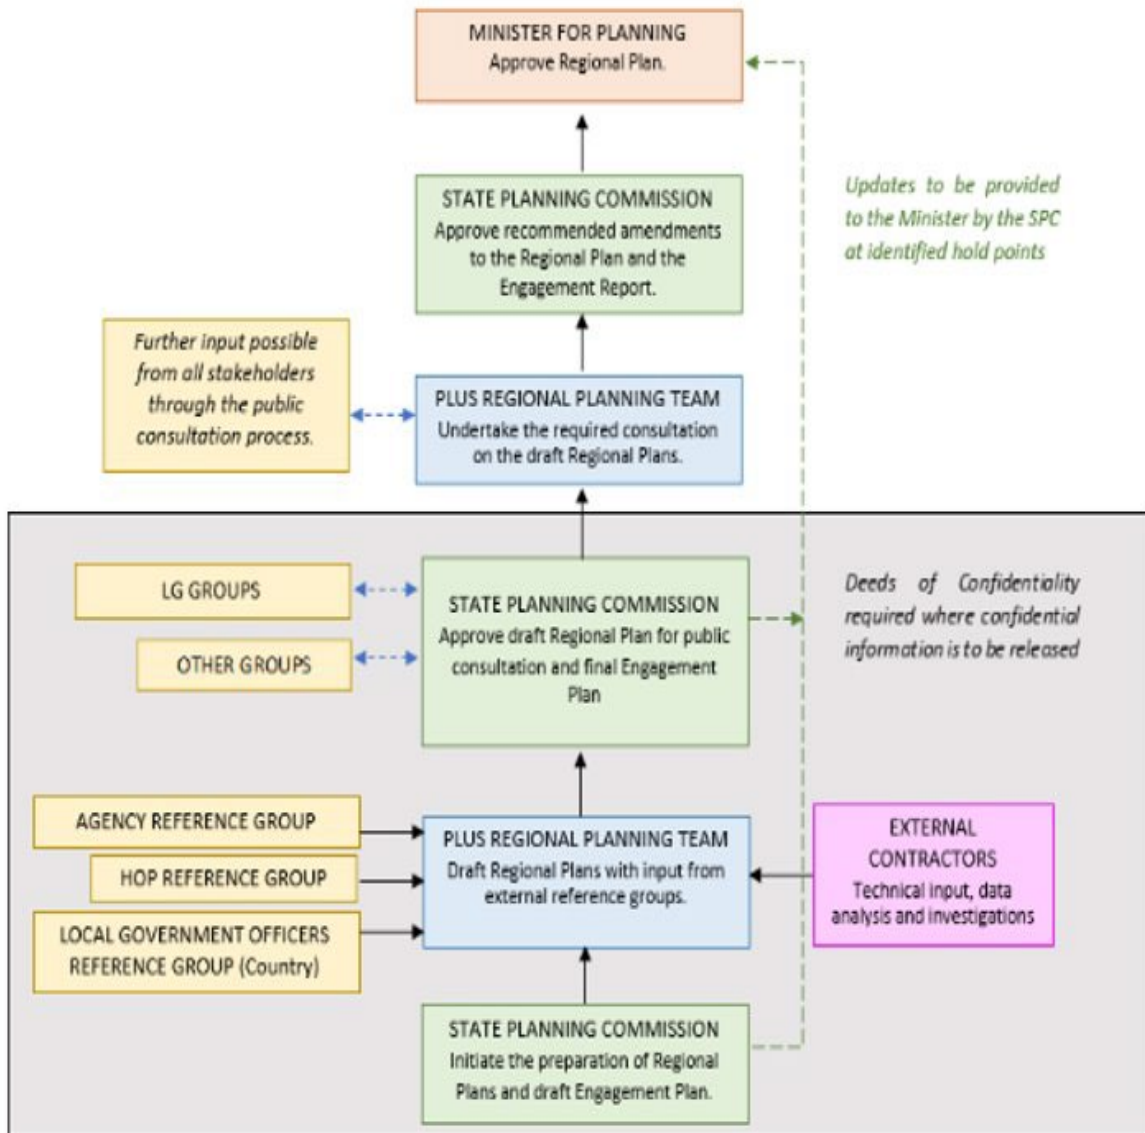 MINISTER FOR PLANNING
Approve Regional Plan.
STATE PLANNING COMMISSION
Approve recommended amendments
to the Regional Plan and the
Engagement Report.
Updates to be provided
to the Minister by the SPC
at identified hold points
Further input possible
from all stakeholders
through the public
consultation process.
PLUS REGIONAL PLANNING TEAM
Undertake the required consultation
on the draft Regional Plans.
LG GROUPS
OTHER GROUPS
STATE PLANNING COMMISSION
Approve draft Regional Plan for public
consultation and final Engagement
Plan
Deeds of Confidentiality
required where confidential
information is to be released
AGENCY REFERENCE GROUP
HOP REFERENCE GROUP
LOCAL GOVERNMENT OFFICERS
REFERENCE GROUP (Country)
PLUS REGIONAL PLANNING TEAM
Draft Regional Plans with input from
external reference groups.
EXTERNAL
CONTRACTORS
Technical input, data
analysis and investigations
STATE PLANNING COMMISSION
Initiate the preparation of Regional
Plans and draft Engagement Plan.